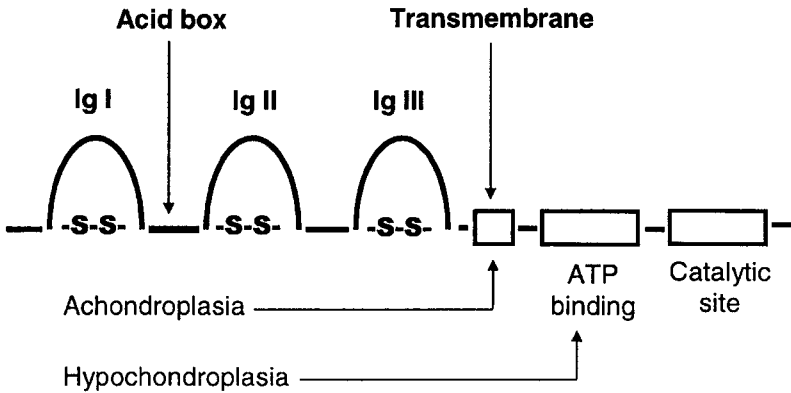 Acid box
Transmembrane
Ig I
Ig II
Ig III
-S-S-
-S-S-
-S-S-
Achondroplasia
ATP
binding
Catalytic
site
Hypochondroplasia